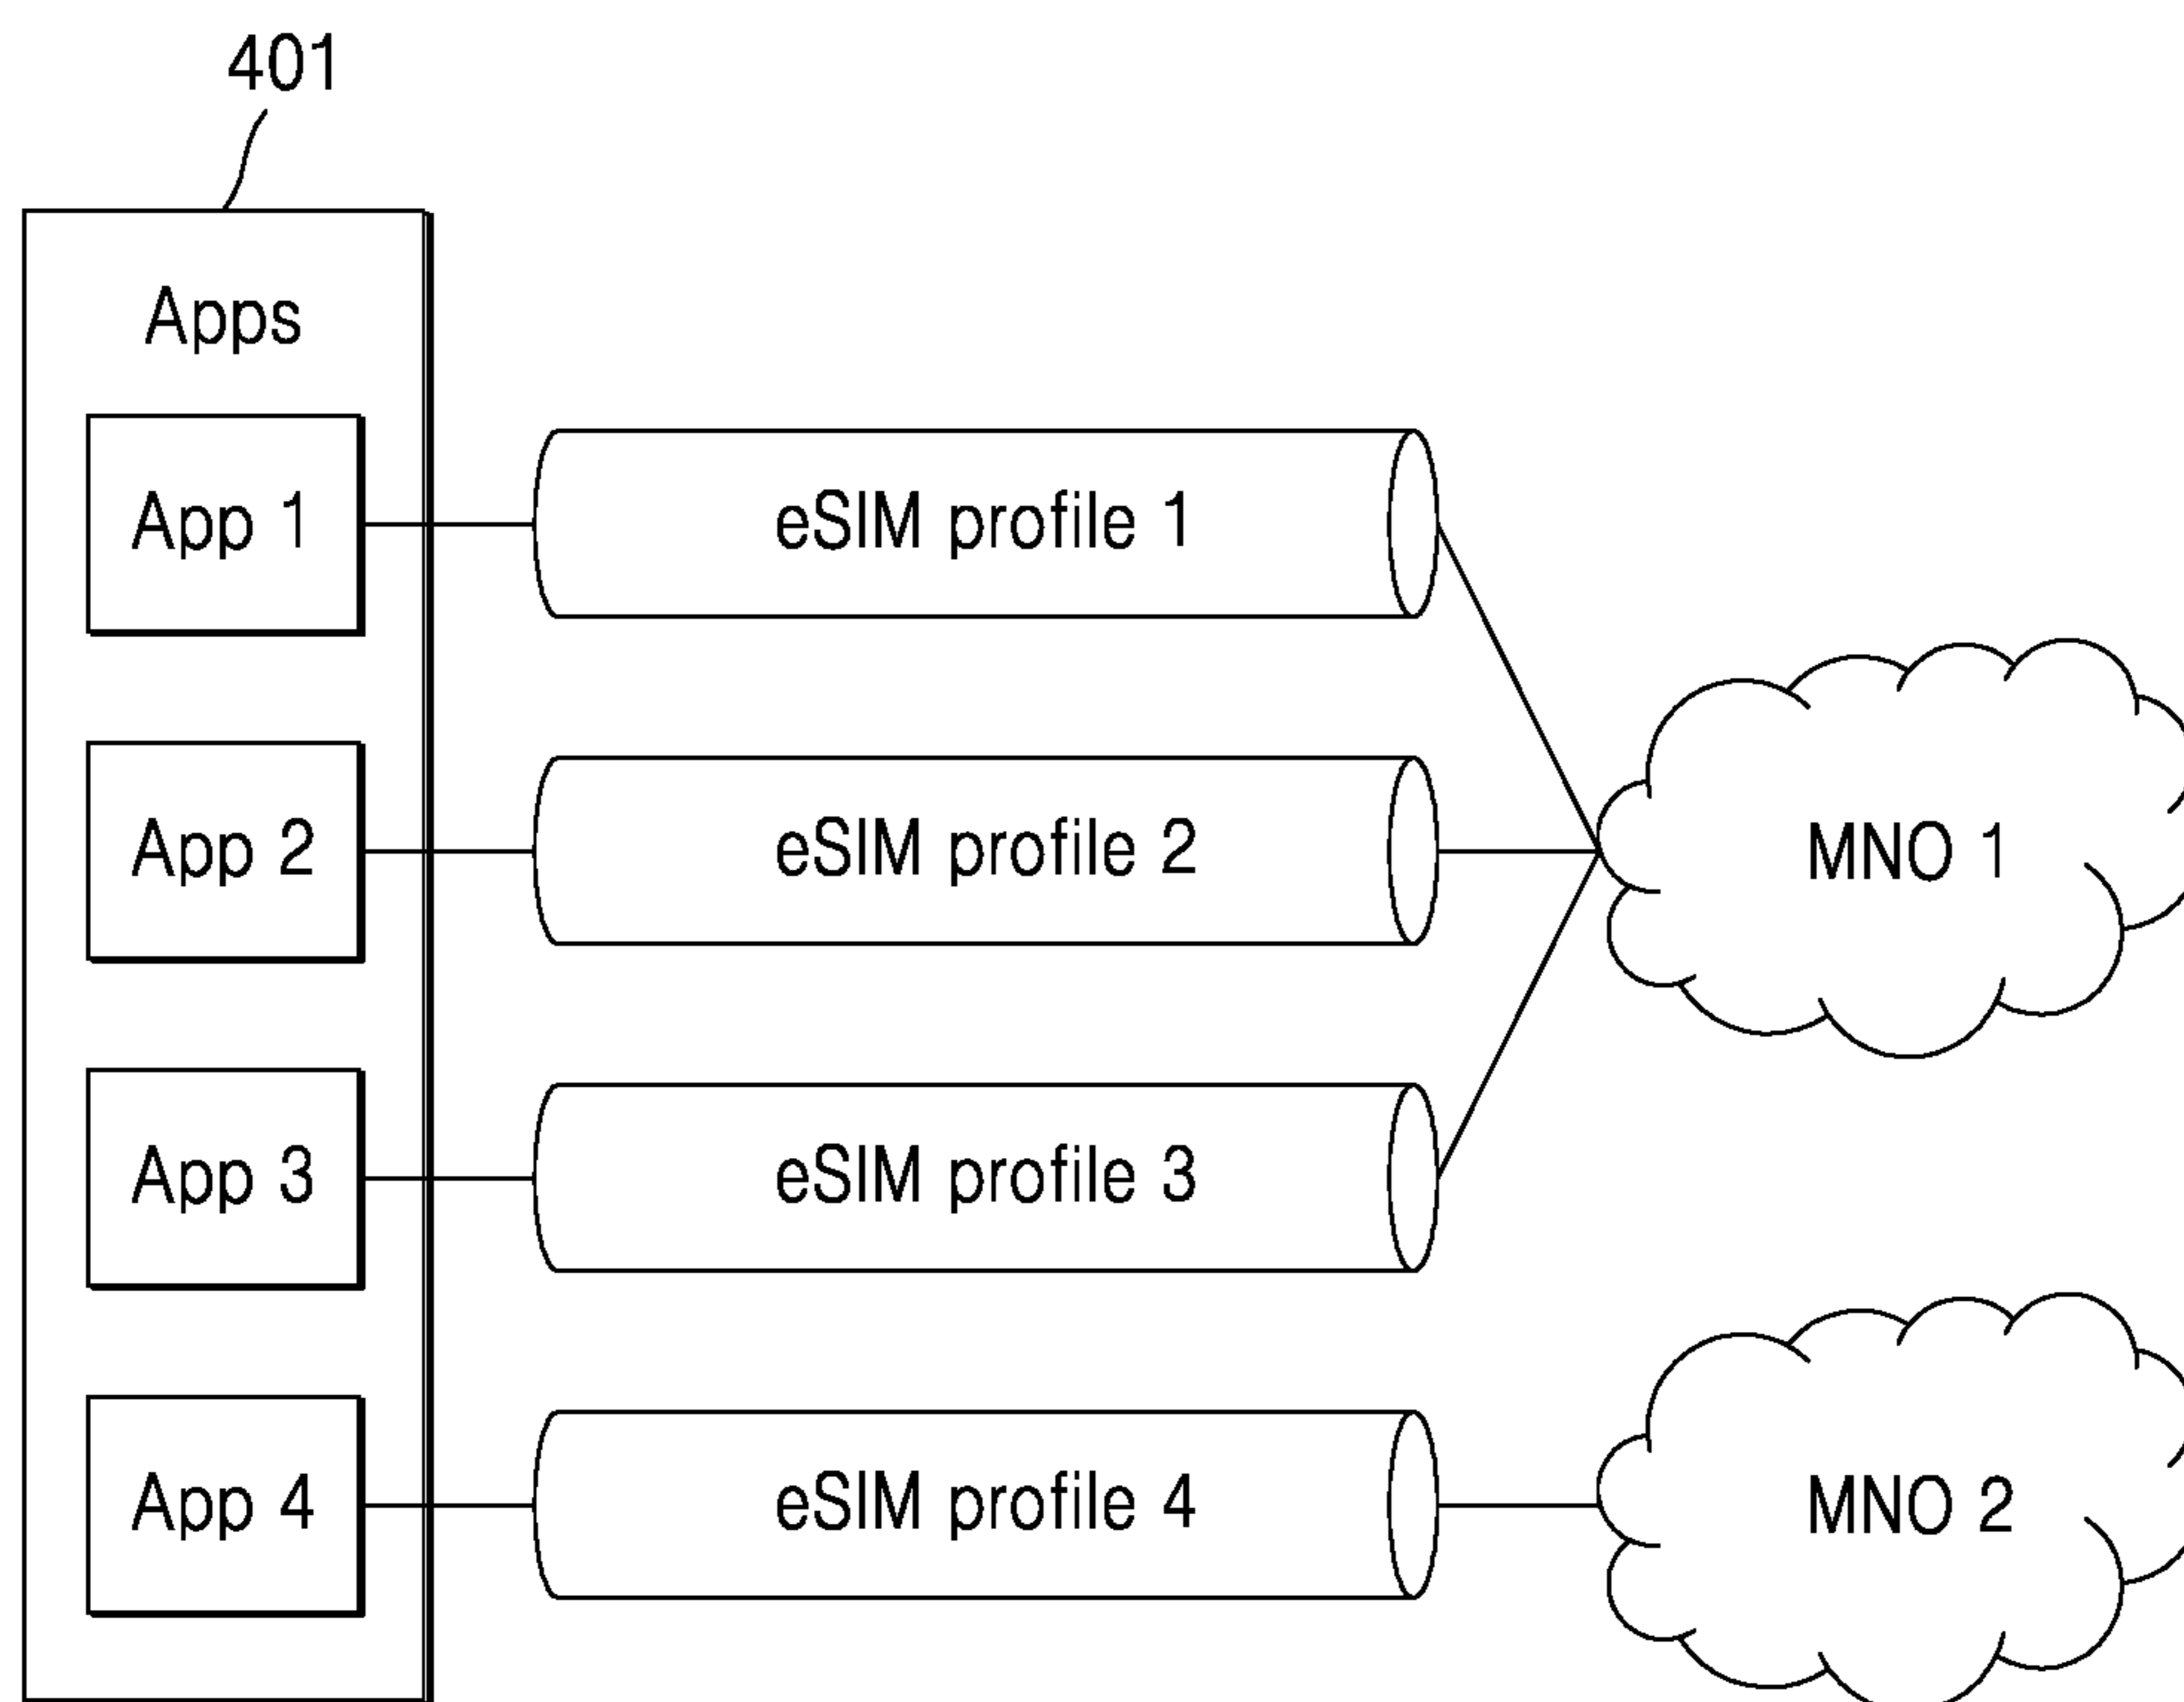 401
Apps
App 1
eSIM profile 1
App 2
eSIM profile 2
MNO 1
App 3
eSIM profile 3
App 4
eSIM profile 4
MNO 2